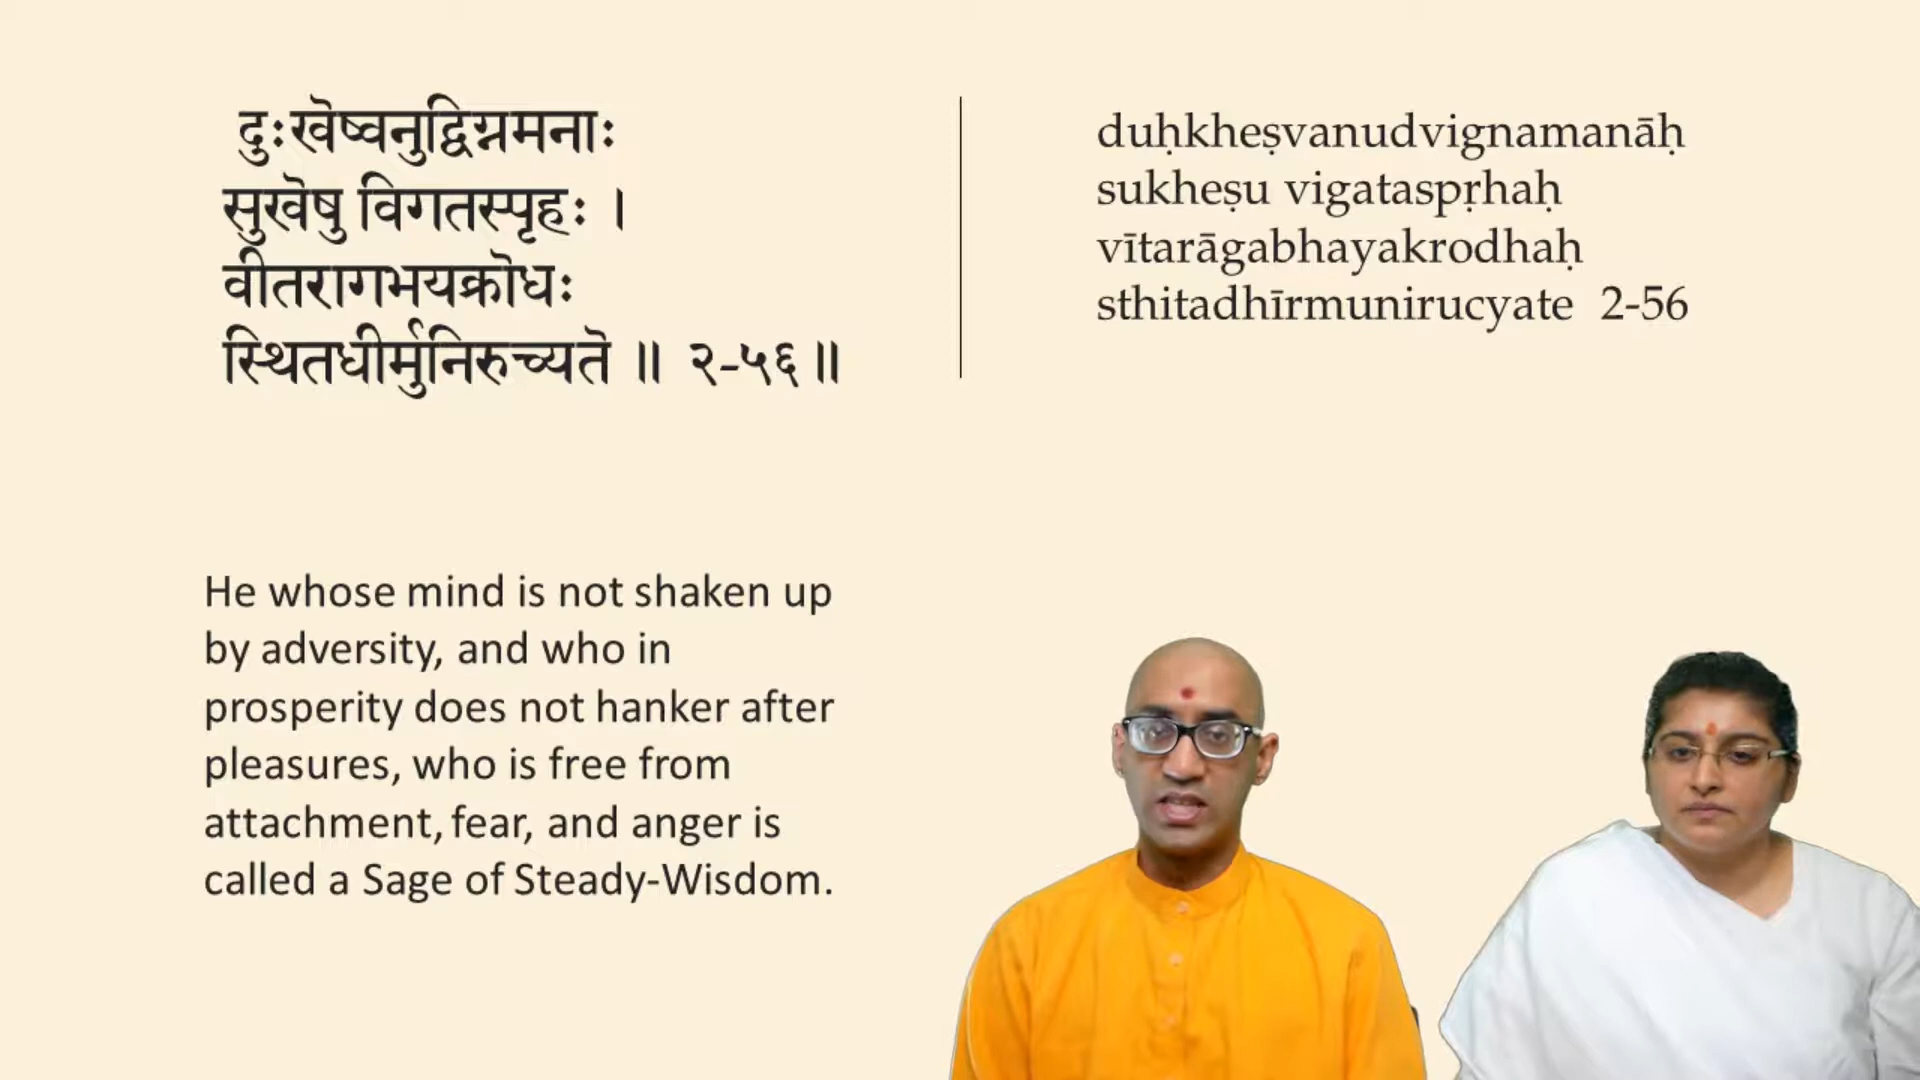 दुःखेष्वनुद्विग्नमनाः
सुखेषु विगतस्पृहः ।
वीतरागभयक्रोधः
स्थितधीर्मुनिरुच्यते ॥ २-५६॥
duḥkheṣvanudvignamanāḥ
sukheṣu vigataspṛhaḥ
vītarāgabhayakrodhaḥ
sthitadhīrmunirucyate 2-56
He whose mind is not shaken up
by adversity, and who in
prosperity does not hanker after
pleasures, who is free from
attachment, fear, and anger is
called a Sage of Steady-Wisdom.